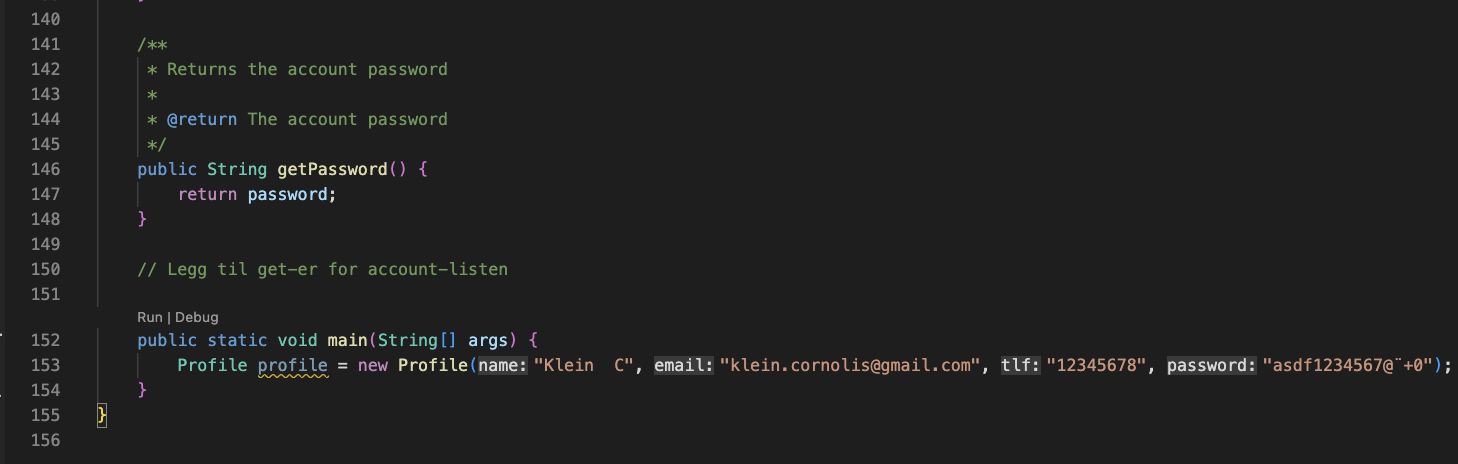 140
141 /**
142 * Returns the account password
143 *
144 * @return The account password
145 */
146 public String getPassword() {
147 return password;
148 }
149
150 // Legg til get-er for account-listen
151
Run | Debug
152 public static void main(String[] args) {
153 Profile profile = new Profile(name: "Klein  C", email: "klein.cornolis@gmail.com", tlf: "12345678", password: "asdf1234567@¨+0");
154 }
155 }
156